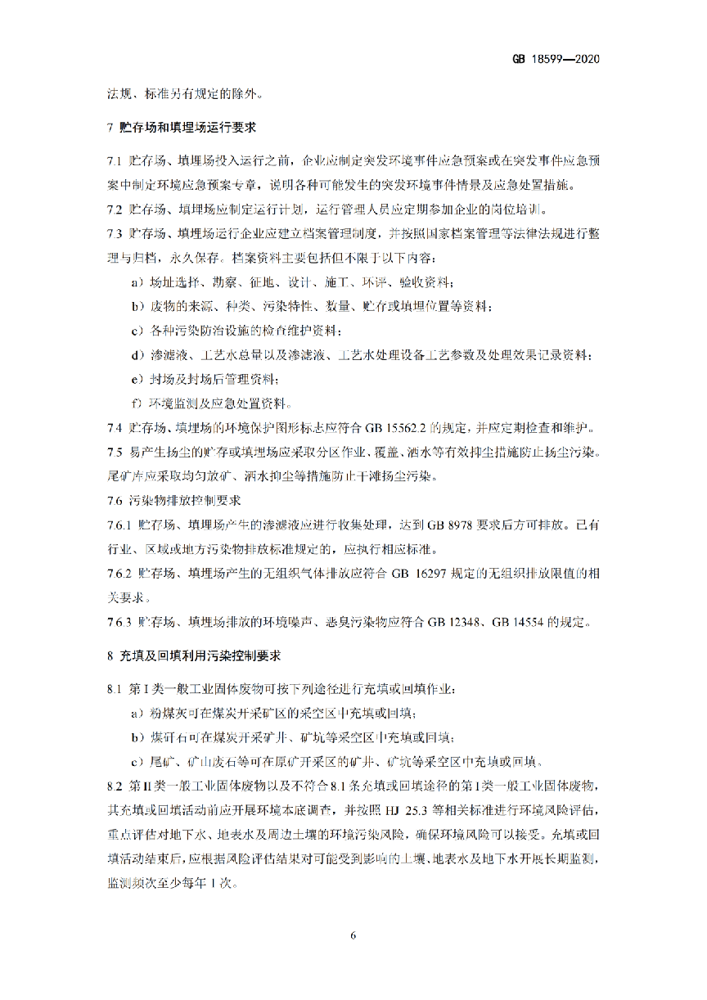 GB 18599—2020
法规、标准另有规定的除外。
7 贮存场和填埋场运行要求
7.1 贮存场、填埋场投入运行之前，企业应制定突发环境事件应急预案或在突发事件应急预
案中制定环境应急预案专章，说明各种可能发生的突发环境事件情景及应急处置措施。
7.2 贮存场、填埋场应制定运行计划，运行管理人员应定期参加企业的岗位培训。
7.3 贮存场、填埋场运行企业应建立档案管理制度，并按照国家档案管理等法律法规进行整
理与归档，永久保存。档案资料主要包括但不限于以下内容：
a）场址选择、勘察、征地、设计、施工、环评、验收资料；
b）废物的来源、种类、污染特性、数量、贮存或填埋位置等资料；
c）各种污染防治设施的检查维护资料；
d）渗滤液、工艺水总量以及渗滤液、工艺水处理设备工艺参数及处理效果记录资料；
e）封场及封场后管理资料；
f）环境监测及应急处置资料。
7.4 贮存场、填埋场的环境保护图形标志应符合 GB 15562.2 的规定，并应定期检查和维护。
7.5 易产生扬尘的贮存或填埋场应采取分区作业、覆盖、洒水等有效抑尘措施防止扬尘污染。
尾矿库应采取均匀放矿、洒水抑尘等措施防止干滩扬尘污染。
7.6 污染物排放控制要求
7.6.1 贮存场、填埋场产生的渗滤液应进行收集处理，达到 GB 8978 要求后方可排放。已有
行业、区域或地方污染物排放标准规定的，应执行相应标准。
7.6.2 贮存场、填埋场产生的无组织气体排放应符合 GB 16297 规定的无组织排放限值的相
关要求。
7.6.3 贮存场、填埋场排放的环境噪声、恶臭污染物应符合 GB 12348、GB 14554 的规定。
8 充填及回填利用污染控制要求
8.1 第 I 类一般工业固体废物可按下列途径进行充填或回填作业：
a）粉煤灰可在煤炭开采矿区的采空区中充填或回填；
b）煤矸石可在煤炭开采矿井、矿坑等采空区中充填或回填；
c）尾矿、矿山废石等可在原矿开采区的矿井、矿坑等采空区中充填或回填。
8.2 第 II 类一般工业固体废物以及不符合 8.1 条充填或回填途径的第 I 类一般工业固体废物，
其充填或回填活动前应开展环境本底调查，并按照 HJ 25.3 等相关标准进行环境风险评估，
重点评估对地下水、地表水及周边土壤的环境污染风险，确保环境风险可以接受。充填或回
填活动结束后，应根据风险评估结果对可能受到影响的土壤、地表水及地下水开展长期监测，
监测频次至少每年 1 次。
6